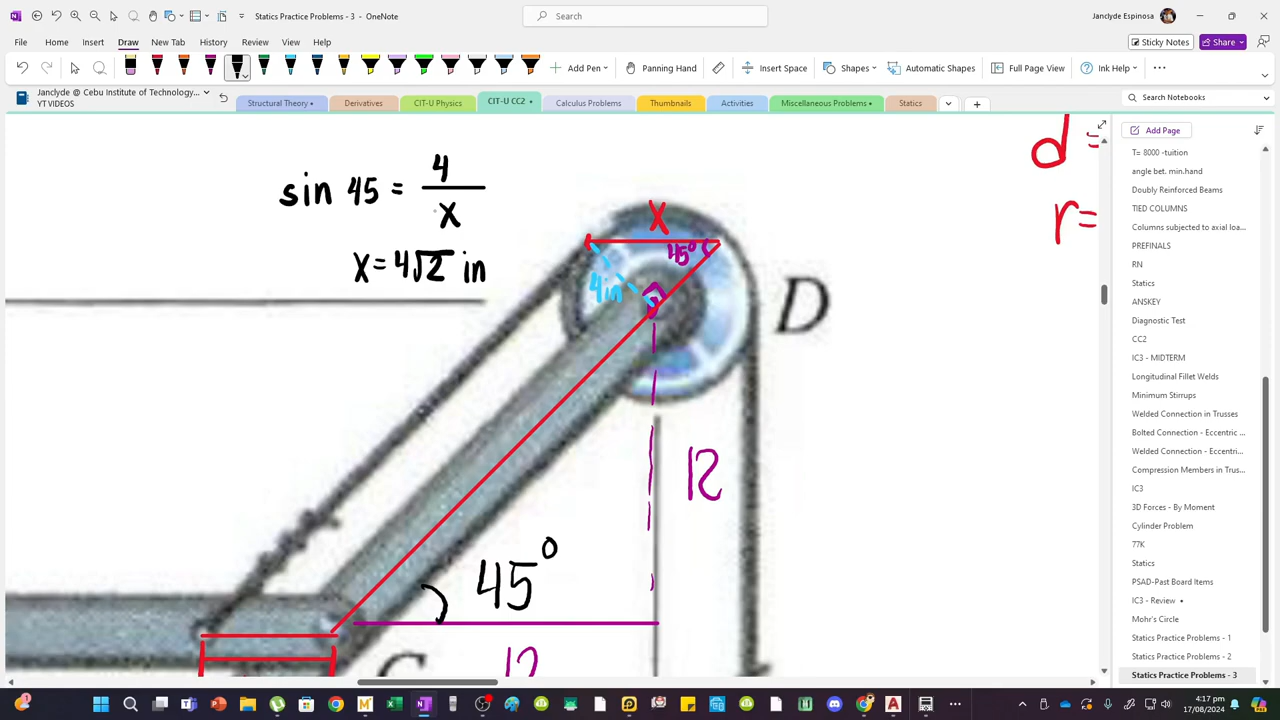 Statics Practice Problems - 3 - OneNote
Search
Janclyde Espinosa
File Home Insert Draw New Tab History Review View Help
Sticky Notes
Share
Add Pen
Panning Hand
Insert Space
Shapes
Automatic Shapes
Full Page View
Ink Help
Janclyde @ Cebu Institute of Technology...
YT VIDEOS
Structural Theory •
Derivatives
CIT-U Physics
CIT-U CC2 •
Calculus Problems
Thumbnails
Activities
Miscellaneous Problems •
Statics
Search Notebooks
Add Page
T= 8000 -tuition
angle bet. min.hand
Doubly Reinforced Beams
TIED COLUMNS
Columns subjected to axial loa...
PREFINALS
RN
Statics
ANSKEY
Diagnostic Test
CC2
IC3 - MIDTERM
Longitudinal Fillet Welds
Minimum Stirrups
Welded Connection in Trusses
Bolted Connection - Eccentric ...
Welded Connection - Eccentri...
Compression Members in Trus...
IC3
3D Forces - By Moment
Cylinder Problem
77K
Statics
PSAD-Past Board Items
IC3 - Review •
Mohr's Circle
Statics Practice Problems - 1
Statics Practice Problems - 2
Statics Practice Problems - 3
d=
r=
sin 45 = 4/x
x=4√2 in
X
45°
4in
D
12
45°
12
C
4:17 pm
17/08/2024